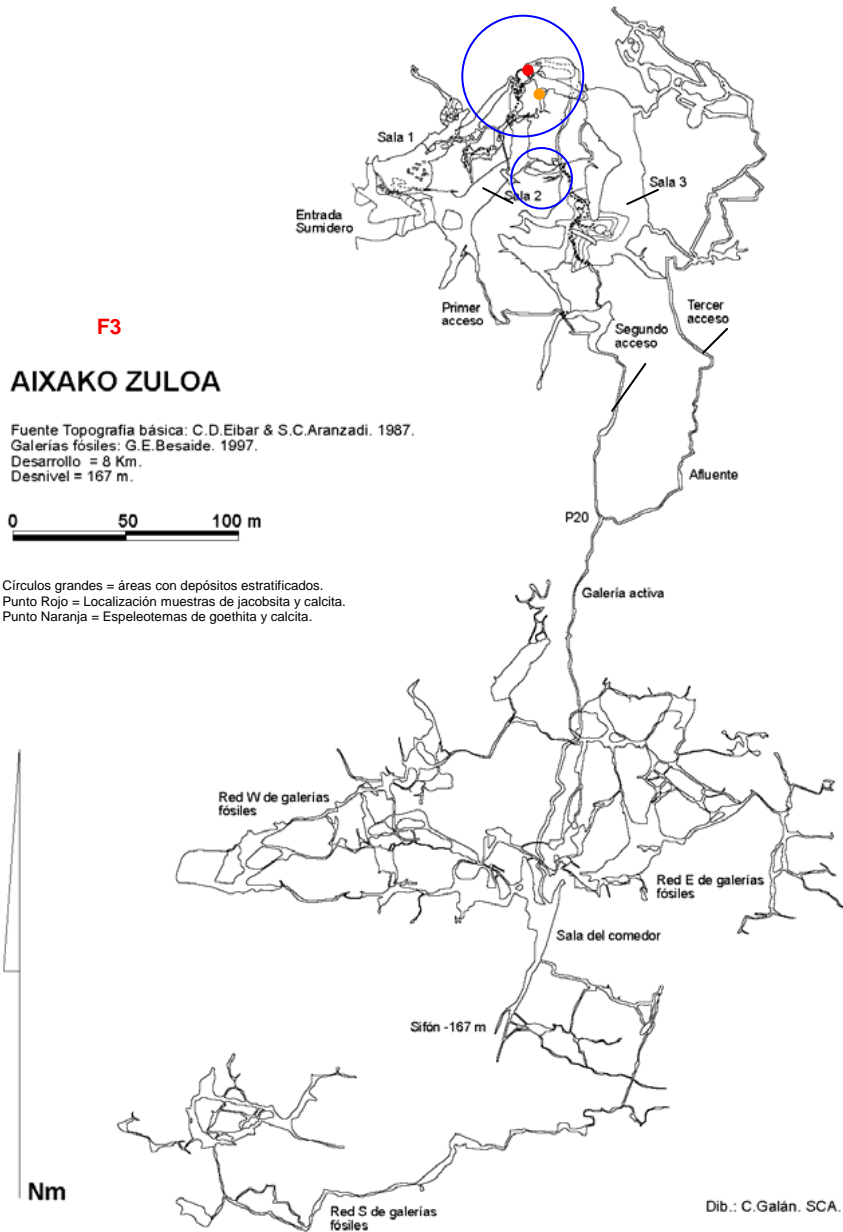 Sala 1
Sala 2
Sala 3
Entrada
Sumidero
Primer
acceso
Segundo
acceso
Tercer
acceso
F3
AIXAKO ZULOA
Fuente Topografía básica: C.D.Eibar & S.C.Aranzadi. 1987.
Galerías fósiles: G.E.Besaide. 1997.
Desarrollo = 8 Km.
Desnivel = 167 m.
0 50 100 m
Afluente
P20
Círculos grandes = áreas con depósitos estratificados.
Punto Rojo = Localización muestras de jacobsita y calcita.
Punto Naranja = Espeleotemas de goethita y calcita.
Galería activa
Red W de galerías
fósiles
Red E de galerías
fósiles
Sala del comedor
Sifón -167 m
Nm
Red S de galerías
fósiles
Dib.: C.Galán. SCA.